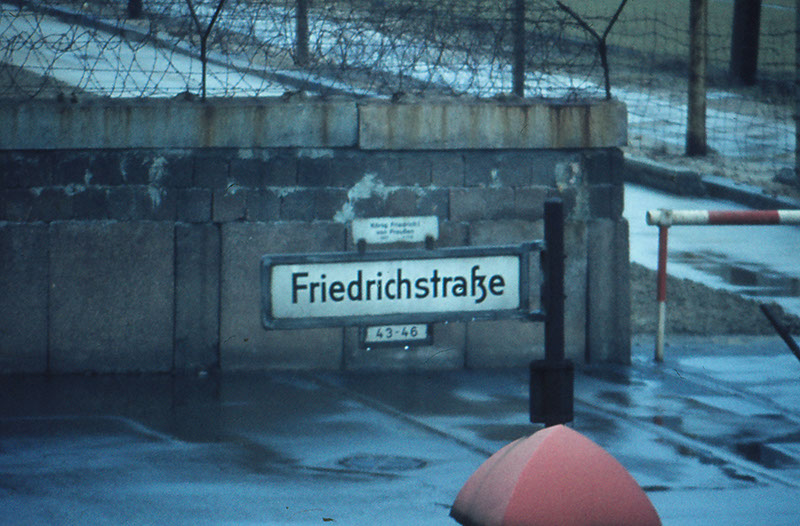 König Friedrich I
von Preußen
Friedrichstraße
43-46